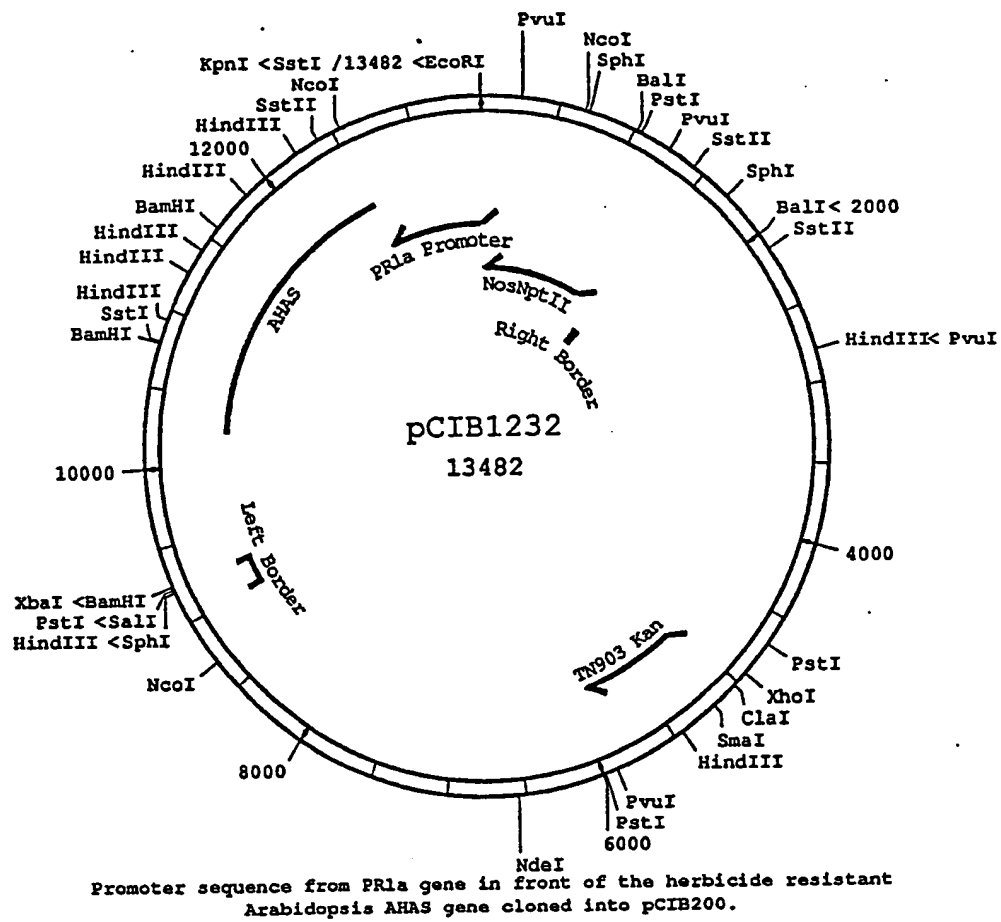 PvuI
KpnI <SstI /13482 <EcoRI
NcoI
SphI
NcoI
BalI
SstII
PstI
HindIII
PvuI
12000
SstII
HindIII
SphI
BamHI
BalI< 2000
HindIII
SstII
HindIII
PR1a Promoter
NosNptII
HindIII
AHAS
SstI
Right Border
BamHI
HindIII< PvuI
pCIB1232
13482
10000
Left Border
4000
XbaI <BamHI
PstI <SalI
HindIII <SphI
TN903 Kan
PstI
NcoI
XhoI
ClaI
SmaI
HindIII
8000
PvuI
PstI
6000
NdeI
Promoter sequence from PR1a gene in front of the herbicide resistant
Arabidopsis AHAS gene cloned into pCIB200.